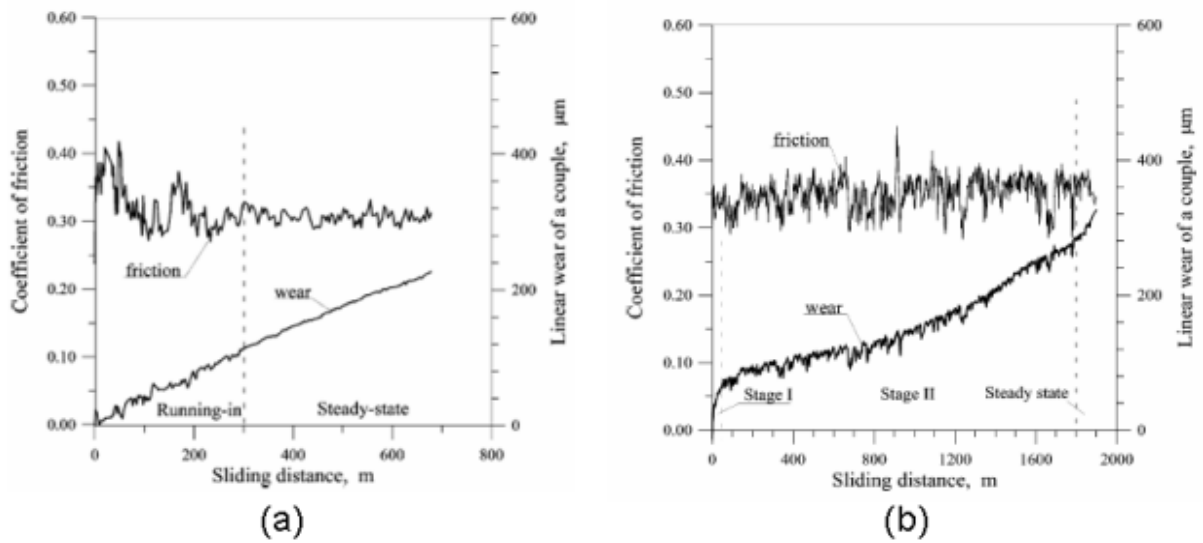 0.60
0.50
0.40
0.30
0.20
0.10
0.00
Coefficient of friction
friction
wear
Running-in
Steady-state
600
400
200
0
Linear wear of a couple, μm
0 200 400 600 800
Sliding distance, m
(a)
0.60
0.50
0.40
0.30
0.20
0.10
0.00
Coefficient of friction
friction
wear
Stage I
Stage II
Steady state
600
400
200
0
Linear wear of a couple, μm
0 400 800 1200 1600 2000
Sliding distance, m
(b)